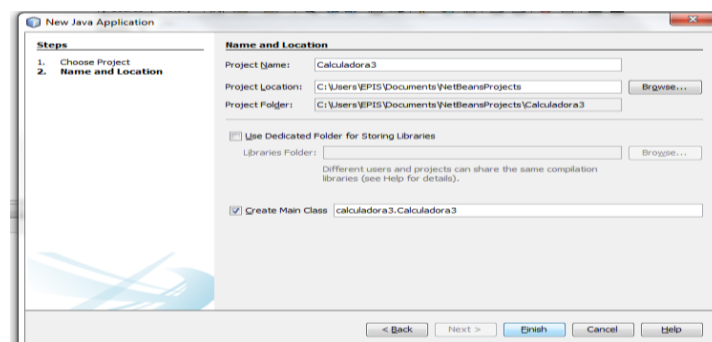 New Java Application
Steps
1. Choose Project
2. Name and Location
Name and Location
Project Name: Calculadora3
Project Location: C:\Users\EPIS\Documents\NetBeansProjects Browse...
Project Folder: C:\Users\EPIS\Documents\NetBeansProjects\Calculadora3
Use Dedicated Folder for Storing Libraries
Libraries Folder: Browse...
Different users and projects can share the same compilation
libraries (see Help for details).
Create Main Class calculadora3.Calculadora3
< Back Next > Finish Cancel Help